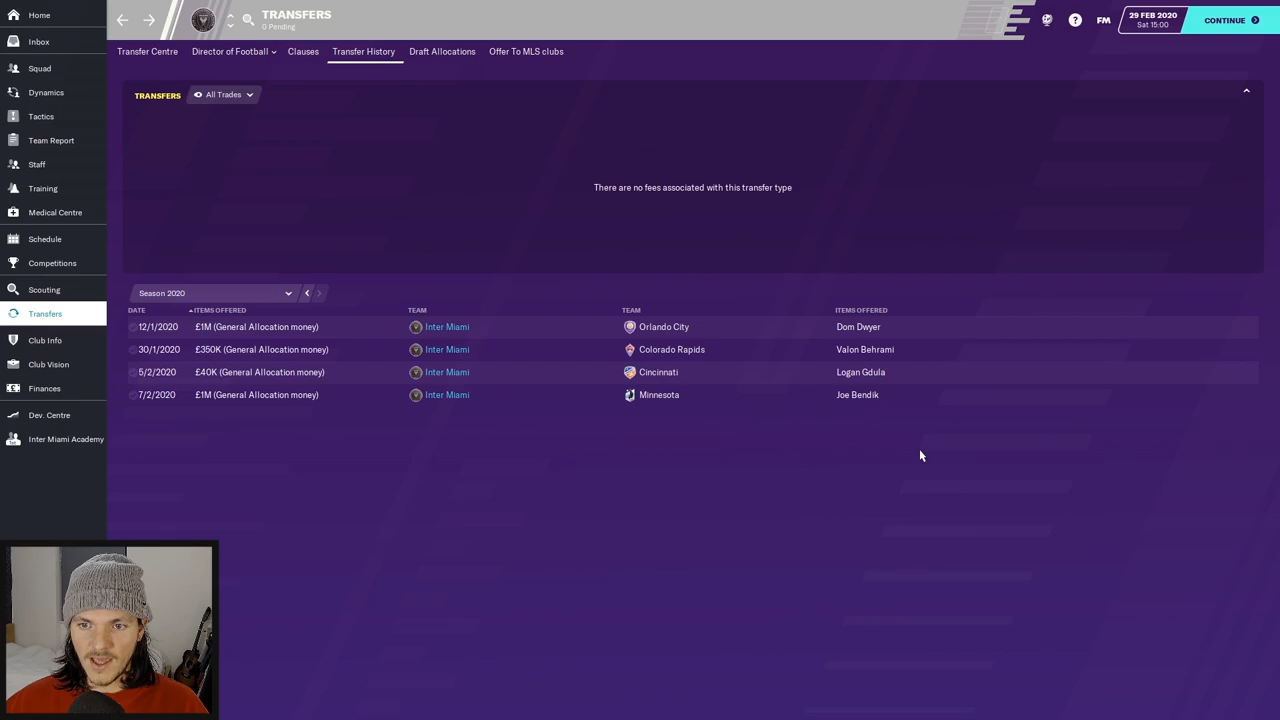 Home
Inbox
Squad
Dynamics
Tactics
Team Report
Staff
Training
Medical Centre
Schedule
Competitions
Scouting
Transfers
Club Info
Club Vision
Finances
Dev. Centre
Inter Miami Academy
TRANSFERS
0 Pending
? FM 29 FEB 2020 CONTINUE
Sat 15:00
Transfer Centre Director of Football Clauses Transfer History Draft Allocations Offer To MLS clubs
TRANSFERS All Trades
There are no fees associated with this transfer type
Season 2020
DATE ITEMS OFFERED TEAM TEAM ITEMS OFFERED
12/1/2020 £1M (General Allocation money) Inter Miami Orlando City Dom Dwyer
30/1/2020 £350K (General Allocation money) Inter Miami Colorado Rapids Valon Behrami
5/2/2020 £40K (General Allocation money) Inter Miami Cincinnati Logan Gdula
7/2/2020 £1M (General Allocation money) Inter Miami Minnesota Joe Bendik